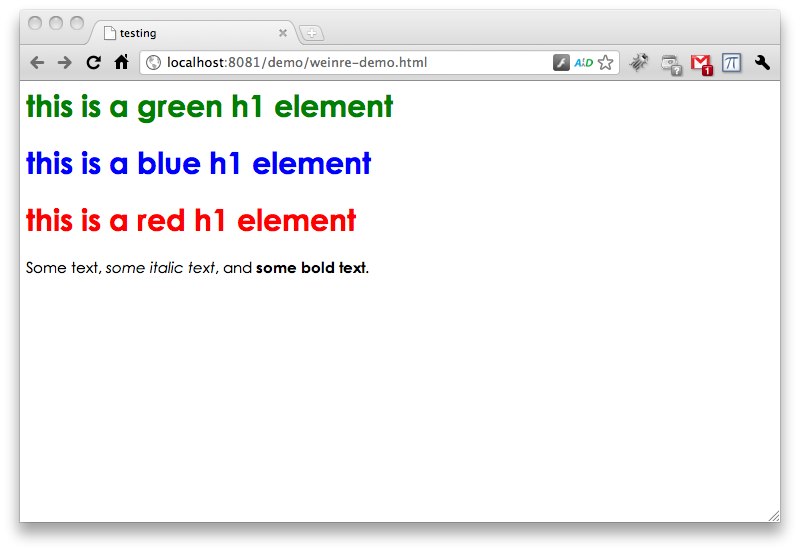 testing
localhost:8081/demo/weinre-demo.html
this is a green h1 element
this is a blue h1 element
this is a red h1 element
Some text, some italic text, and some bold text.